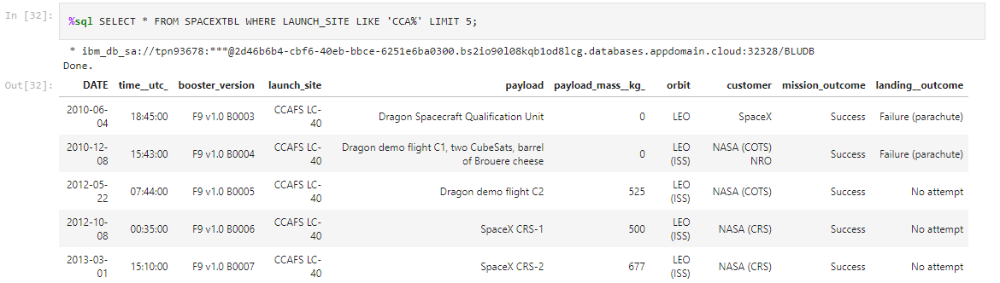 In [32]: %sql SELECT * FROM SPACEXTBL WHERE LAUNCH_SITE LIKE 'CCA%' LIMIT 5;
* ibm_db_sa://tpn93678:***@2d46b6b4-cbf6-40eb-bbce-6251e6ba0300.bs2io90l08kqb1od8lcg.databases.appdomain.cloud:32328/BLUDB
Done.
Out[32]: DATE time__utc_ booster_version launch_site payload payload_mass__kg_ orbit customer mission_outcome landing__outcome
2010-06-04 18:45:00 F9 v1.0 B0003 CCAFS LC-40 Dragon Spacecraft Qualification Unit 0 LEO SpaceX Success Failure (parachute)
2010-12-08 15:43:00 F9 v1.0 B0004 CCAFS LC-40 Dragon demo flight C1, two CubeSats, barrel of Brouere cheese 0 LEO (ISS) NASA (COTS) NRO Success Failure (parachute)
2012-05-22 07:44:00 F9 v1.0 B0005 CCAFS LC-40 Dragon demo flight C2 525 LEO (ISS) NASA (COTS) Success No attempt
2012-10-08 00:35:00 F9 v1.0 B0006 CCAFS LC-40 SpaceX CRS-1 500 LEO (ISS) NASA (CRS) Success No attempt
2013-03-01 15:10:00 F9 v1.0 B0007 CCAFS LC-40 SpaceX CRS-2 677 LEO (ISS) NASA (CRS) Success No attempt